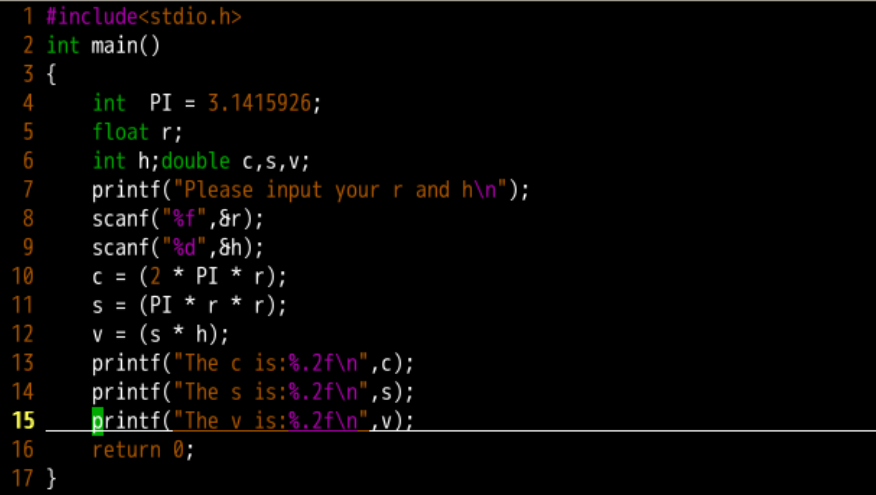 1 #include<stdio.h>
2 int main()
3 {
4     int  PI = 3.1415926;
5     float r;
6     int h;double c,s,v;
7     printf("Please input your r and h\n");
8     scanf("%f",&r);
9     scanf("%d",&h);
10     c = (2 * PI * r);
11     s = (PI * r * r);
12     v = (s * h);
13     printf("The c is:%.2f\n",c);
14     printf("The s is:%.2f\n",s);
15     printf("The v is:%.2f\n",v);
16     return 0;
17 }